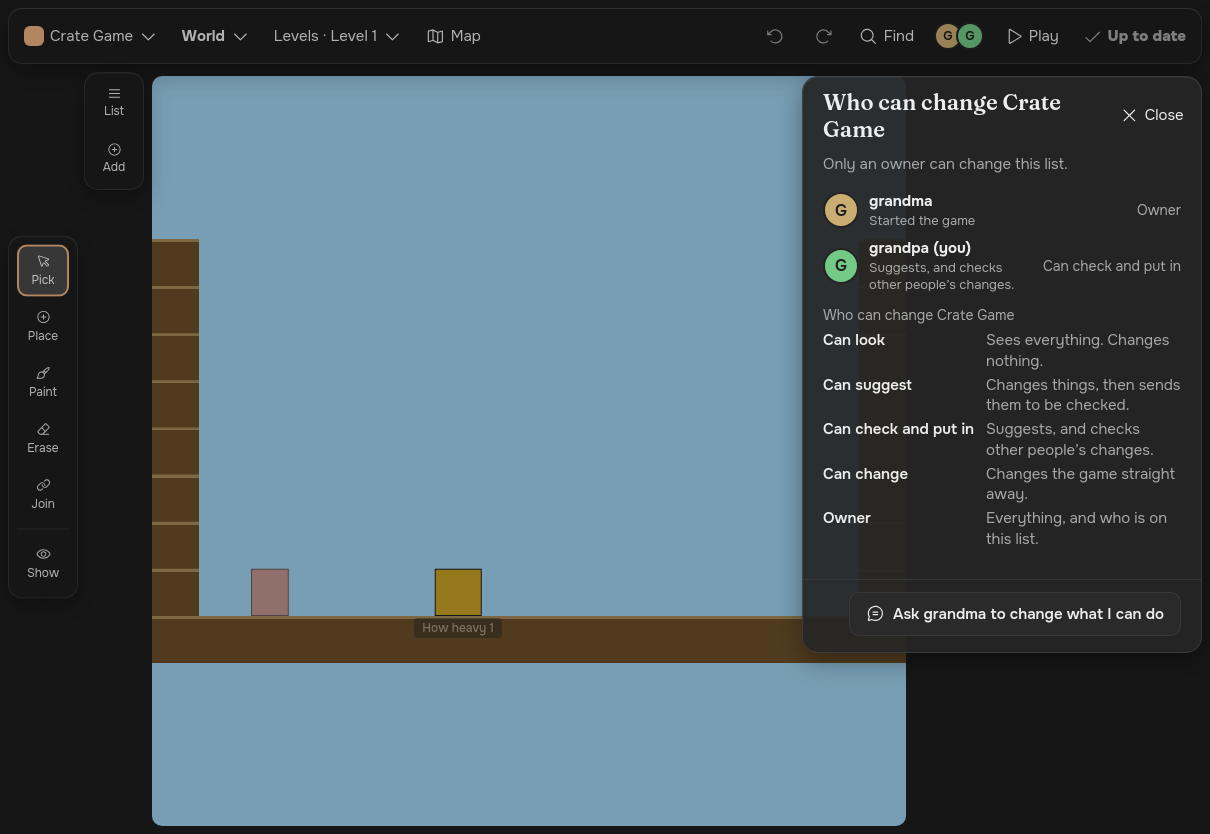 Crate Game
World
Levels · Level 1
Map
Find
G
G
Play
Up to date
List
Add
Pick
Place
Paint
Erase
Join
Show
How heavy 1
Who can change Crate
Game
Close
Only an owner can change this list.
G
grandma
Started the game
Owner
G
grandpa (you)
Suggests, and checks
other people's changes.
Can check and put in
Who can change Crate Game
Can look
Sees everything. Changes
nothing.
Can suggest
Changes things, then sends
them to be checked.
Can check and put in
Suggests, and checks
other people's changes.
Can change
Changes the game straight
away.
Owner
Everything, and who is on
this list.
Ask grandma to change what I can do